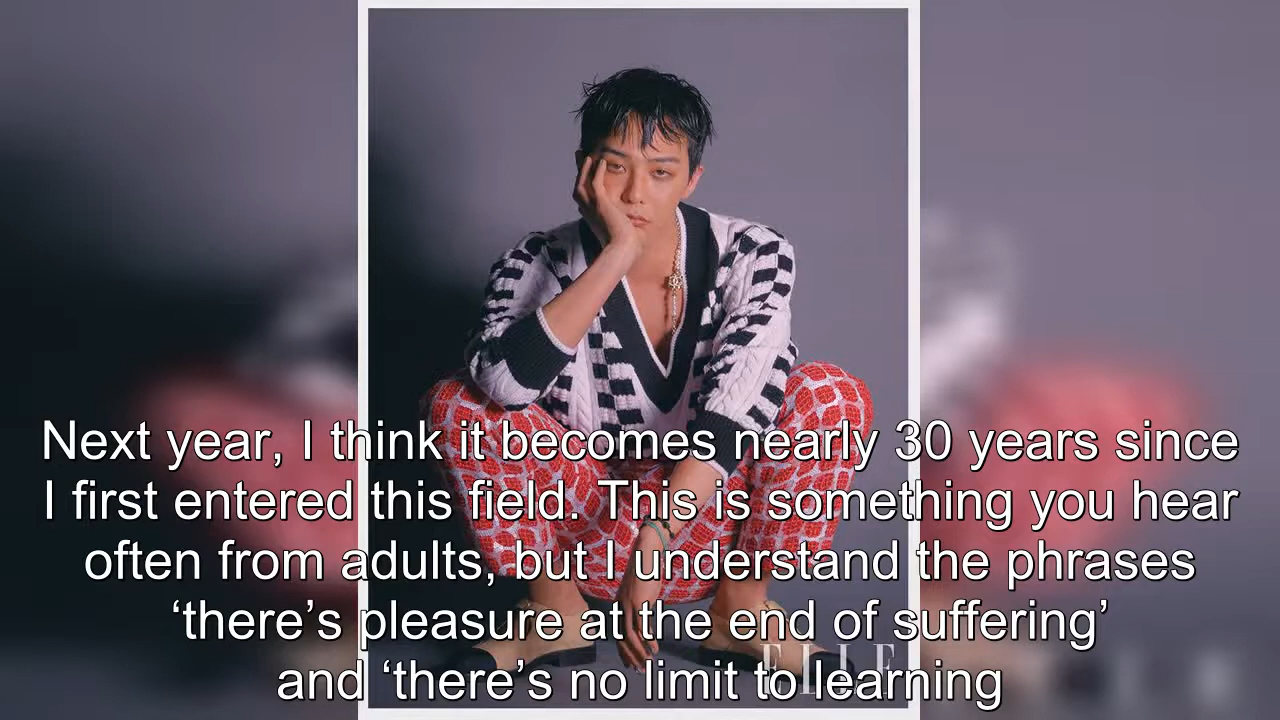 Next year, I think it becomes nearly 30 years since
I first entered this field. This is something you hear
often from adults, but I understand the phrases
‘there’s pleasure at the end of suffering’
and ‘there’s no limit to learning
ELLE